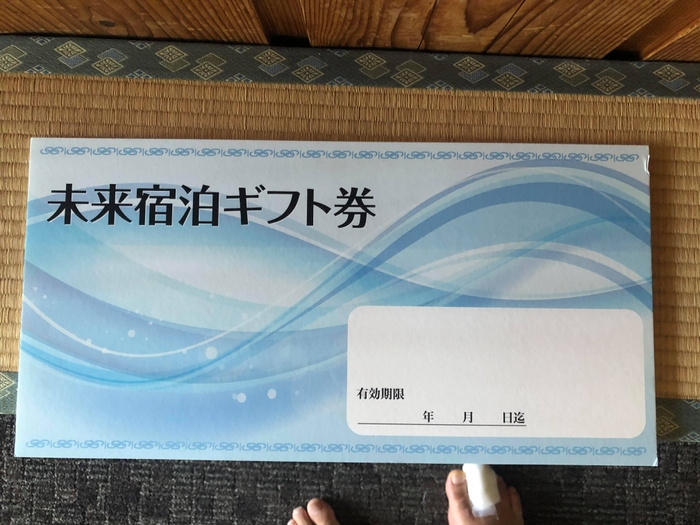 未来宿泊ギフト券
有効期限
年 月 日迄